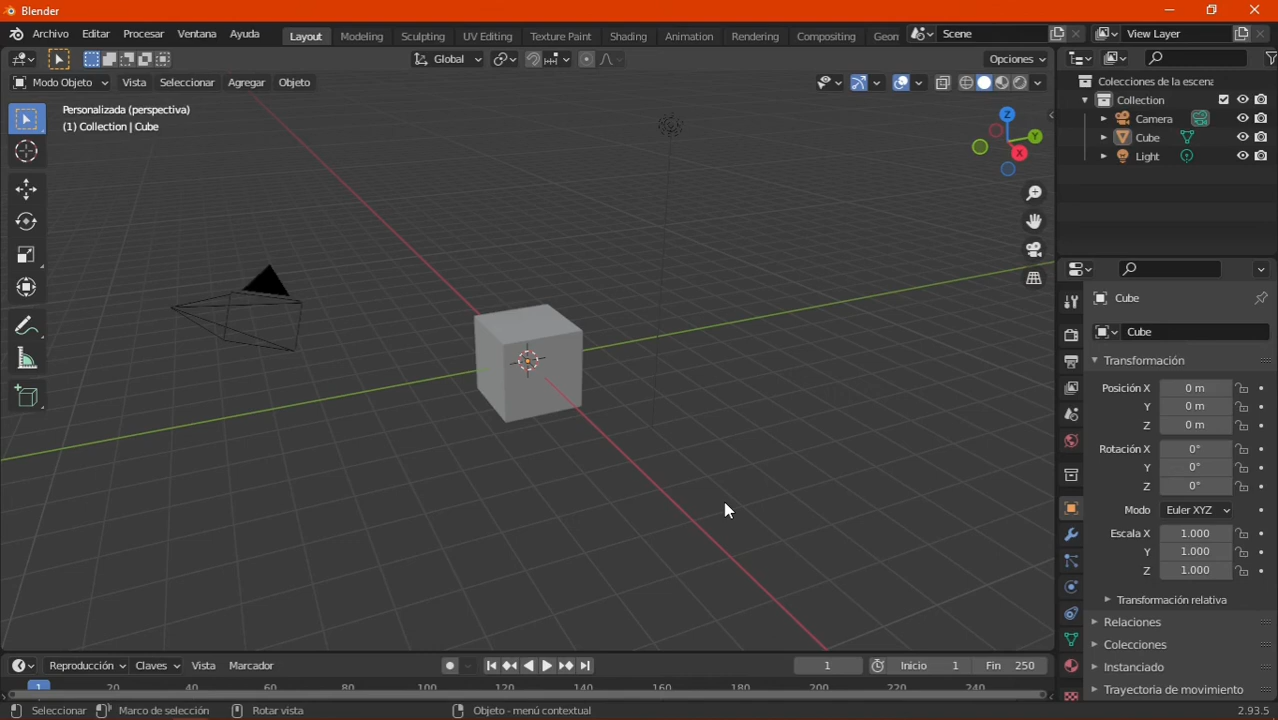 Blender
Archivo Editar Procesar Ventana Ayuda Layout Modeling Sculpting UV Editing Texture Paint Shading Animation Rendering Compositing Geom Scene View Layer
Global Opciones
Modo Objeto Vista Seleccionar Agregar Objeto
Personalizada (perspectiva)
(1) Collection | Cube
Z
Y
X
Colecciones de la escena
Collection
Camera
Cube
Light
Cube
Cube
Transformación
Posición X 0 m
Y 0 m
Z 0 m
Rotación X 0°
Y 0°
Z 0°
Modo Euler XYZ
Escala X 1.000
Y 1.000
Z 1.000
Transformación relativa
Relaciones
Colecciones
Instanciado
Trayectoria de movimiento
Reproducción Claves Vista Marcador 1 Inicio 1 Fin 250
1 20 40 60 80 100 120 140 160 180 200 220 240
Seleccionar Marco de selección Rotar vista Objeto - menú contextual 2.93.5